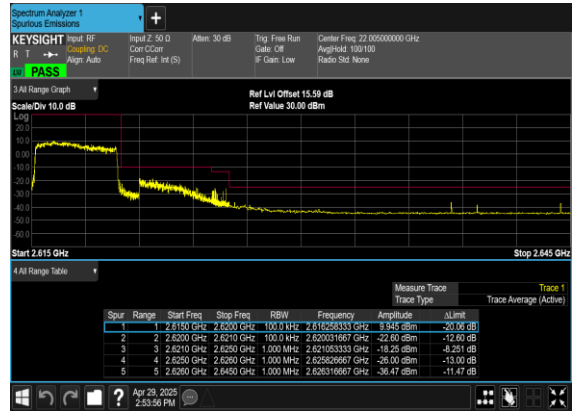 Spectrum Analyzer 1
Spurious Emissions
KEYSIGHT Input: RF Input Z: 50 Ω Atten: 30 dB Trig: Free Run Center Freq: 22.005000000 GHz
R T Coupling: DC Corr CCorr Gate: Off Avg|Hold: 100/100
Align: Auto Freq Ref: Int (S) IF Gain: Low Radio Std: None
PASS
3 All Range Graph
Ref Lvl Offset 15.59 dB
Scale/Div 10.0 dB Ref Value 30.00 dBm
Log
20.0
10.0
0.00
-10.0
-20.0
-30.0
-40.0
-50.0
-60.0
Start 2.615 GHz Stop 2.645 GHz
4 All Range Table
Measure Trace Trace 1
Trace Type Trace Average (Active)
Spur Range Start Freq Stop Freq RBW Frequency Amplitude ΔLimit
1 1 2.6150 GHz 2.6200 GHz 100.0 kHz 2.616258333 GHz 9.945 dBm -20.06 dB
2 2 2.6200 GHz 2.6210 GHz 100.0 kHz 2.620031667 GHz -22.60 dBm -12.60 dB
3 3 2.6210 GHz 2.6250 GHz 1.000 MHz 2.621053333 GHz -18.25 dBm -8.251 dB
4 4 2.6250 GHz 2.6260 GHz 1.000 MHz 2.625826667 GHz -26.00 dBm -13.00 dB
5 5 2.6260 GHz 2.6450 GHz 1.000 MHz 2.626316667 GHz -36.47 dBm -11.47 dB
Apr 29, 2025
2:53:56 PM